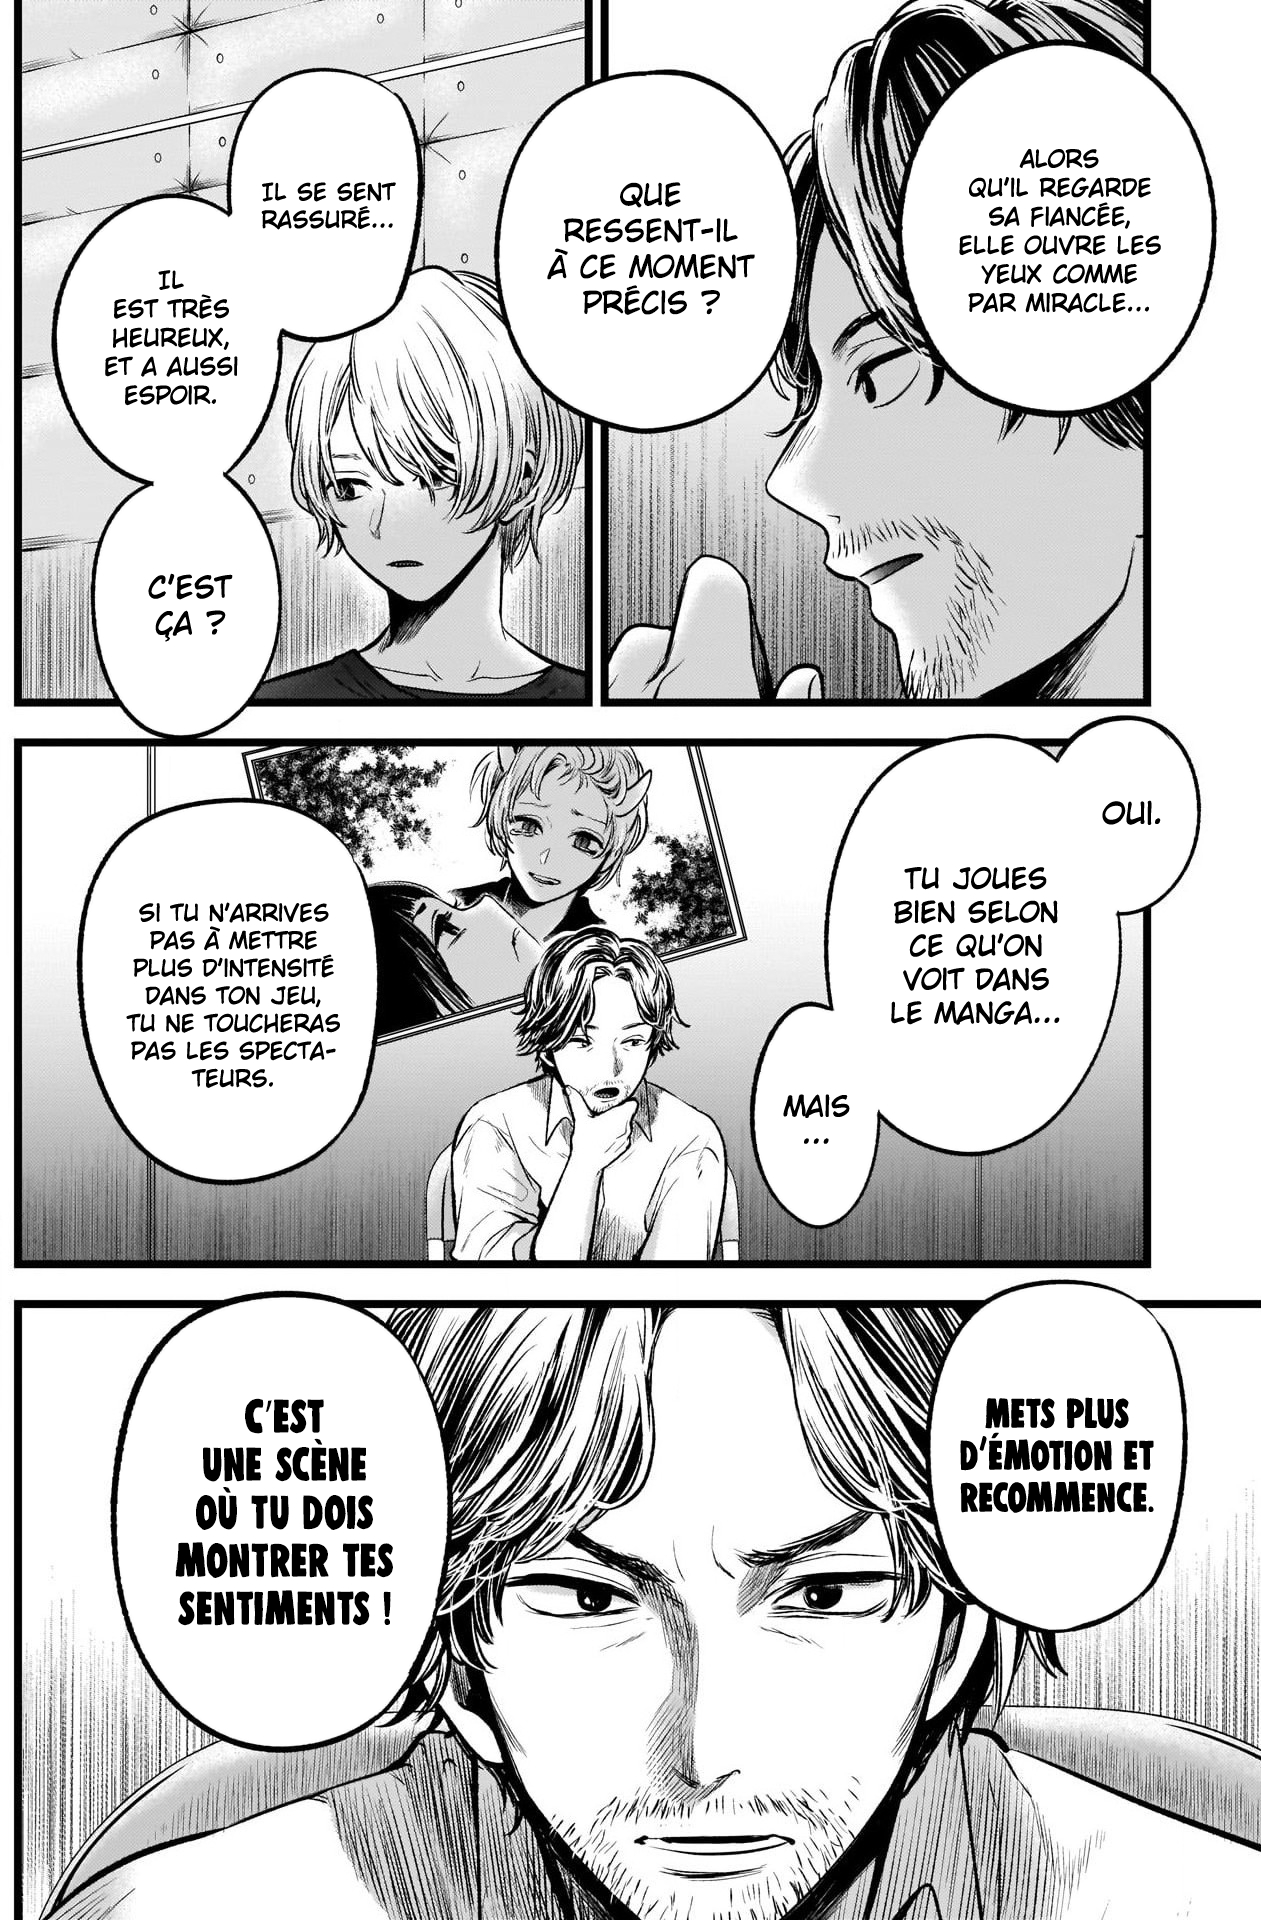 ALORS
QU'IL REGARDE
SA FIANCÉE,
ELLE OUVRE LES
YEUX COMME
PAR MIRACLE...
QUE
RESSENT-IL
À CE MOMENT
PRÉCIS ?
IL SE SENT
RASSURÉ...
IL
EST TRÈS
HEUREUX,
ET A AUSSI
ESPOIR.
C'EST
ÇA ?
OUI.
TU JOUES
BIEN SELON
CE QU'ON
VOIT DANS
LE MANGA...
MAIS
...
SI TU N'ARRIVES
PAS À METTRE
PLUS D'INTENSITÉ
DANS TON JEU,
TU NE TOUCHERAS
PAS LES SPECTA-
TEURS.
METS PLUS
D'ÉMOTION ET
RECOMMENCE.
C'EST
UNE SCÈNE
OÙ TU DOIS
MONTRER TES
SENTIMENTS !